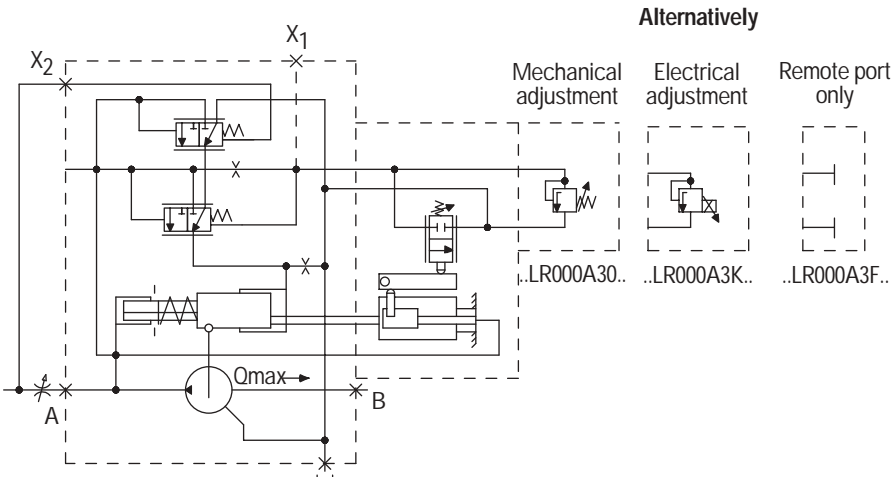 Alternatively
X1
X2
Mechanical
adjustment
Electrical
adjustment
Remote port
only
..LR000A30..
..LR000A3K..
..LR000A3F..
Qmax
A
B